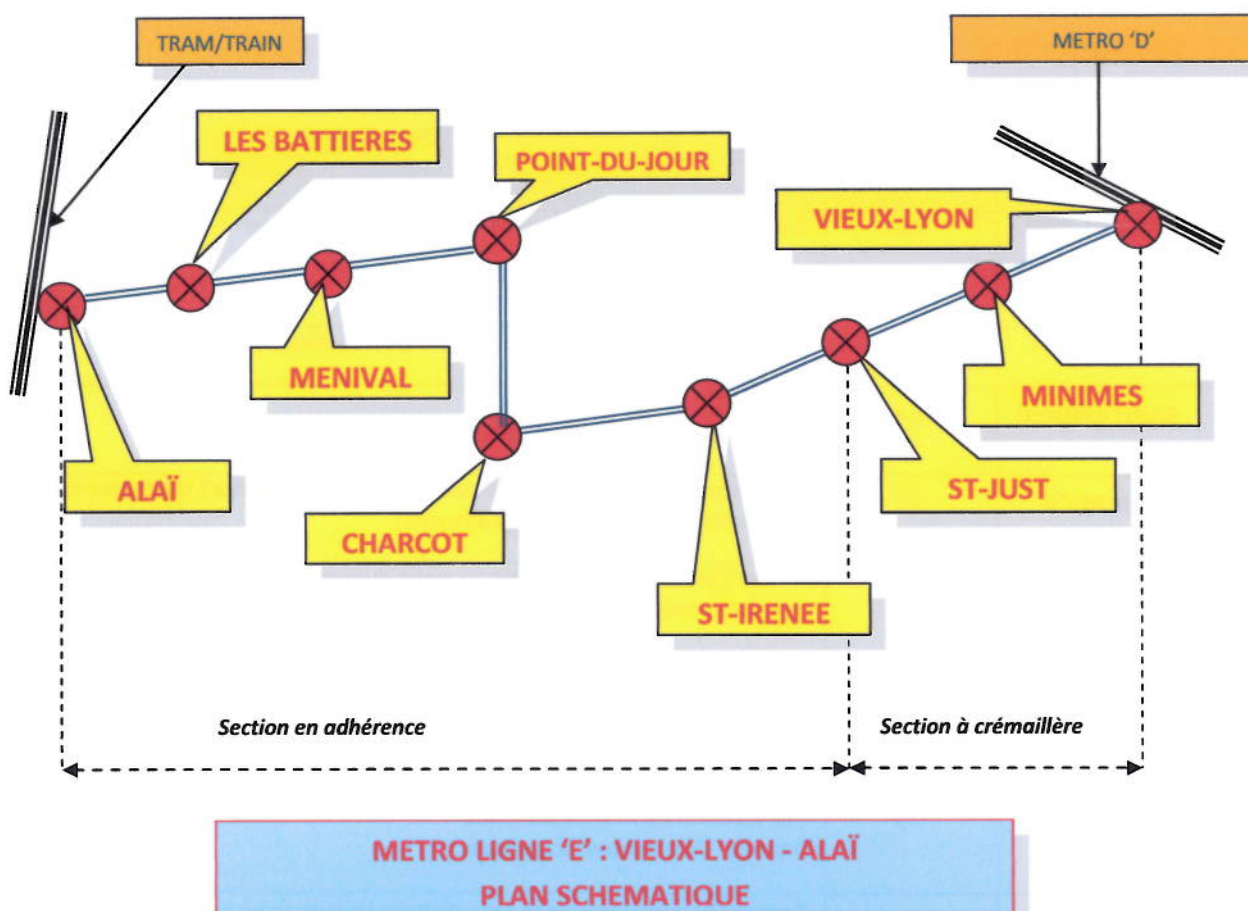 TRAM/TRAIN
METRO 'D'
LES BATTIERES
POINT-DU-JOUR
VIEUX-LYON
MENIVAL
MINIMES
ALAÏ
ST-JUST
CHARCOT
ST-IRENEE
Section en adhérence
Section à crémaillère
METRO LIGNE ‘E’ : VIEUX-LYON - ALAÏ
PLAN SCHEMATIQUE